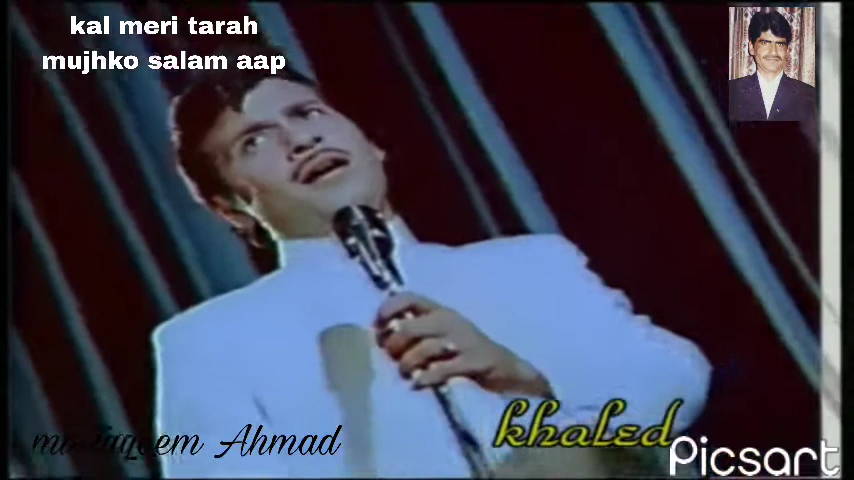 kal meri tarah
mujhko salam aap
Ahmad
khaled
Picsart